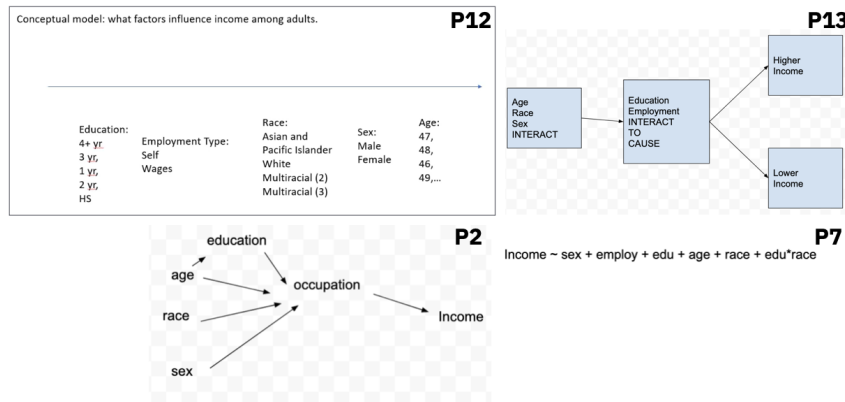 Conceptual model: what factors influence income among adults.
P12
Education:
4+ yr
3 yr,
1 yr,
2 yr,
HS
Employment Type:
Self
Wages
Race:
Asian and
Pacific Islander
White
Multiracial (2)
Multiracial (3)
Sex:
Male
Female
Age:
47,
48,
46,
49,...
P13
Age
Race
Sex
INTERACT
Education
Employment
INTERACT
TO
CAUSE
Higher
Income
Lower
Income
P2
education
age
occupation
race
Income
sex
P7
Income ~ sex + employ + edu + age + race + edu*race